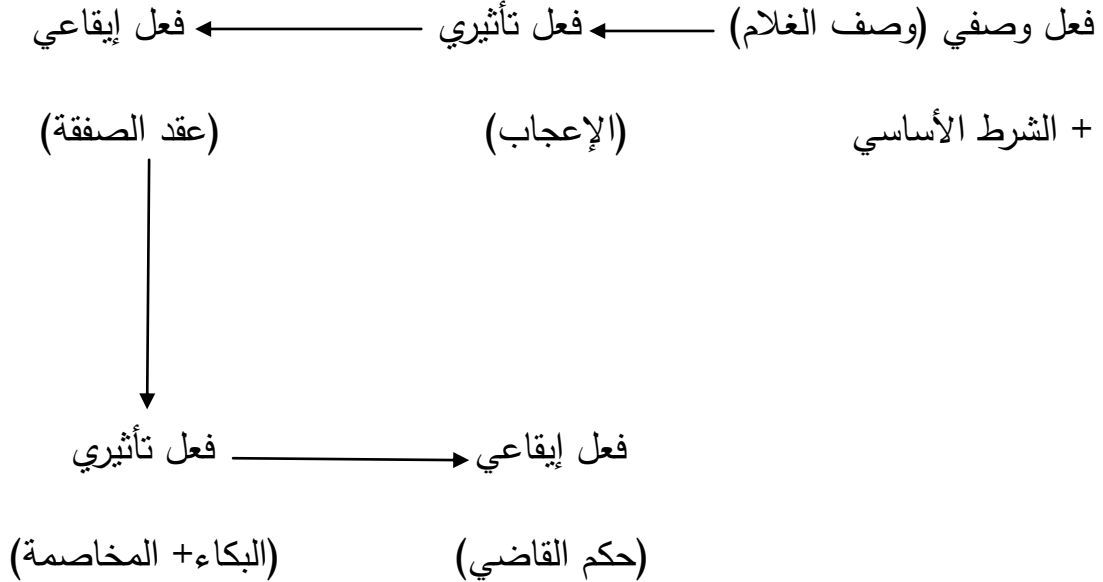 فعل وصفي (وصف الغلام) فعل تأثيري فعل إيقاعي
+ الشرط الأساسي (الإعجاب) (عقد الصفقة)
فعل إيقاعي فعل تأثيري
(حكم القاضي) (البكاء+ المخاصمة)